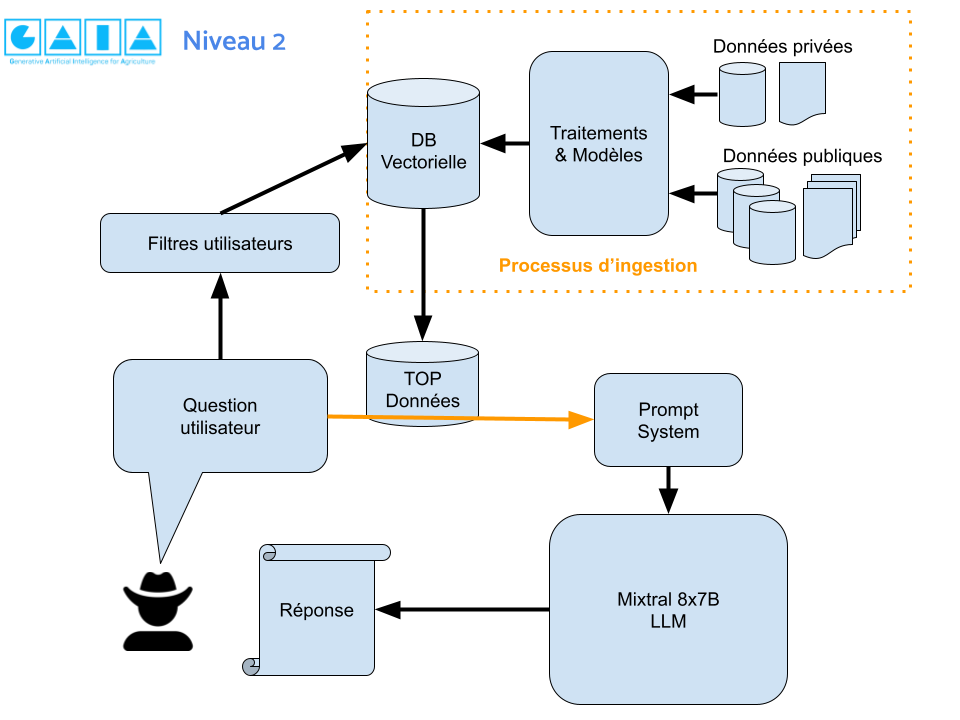 GAIA
Generative Artificial Intelligence for Agriculture
Niveau 2
Données privées
DB
Vectorielle
Traitements
& Modèles
Données publiques
Filtres utilisateurs
Processus d’ingestion
TOP
Données
Question
utilisateur
Prompt
System
Mixtral 8x7B
LLM
Réponse